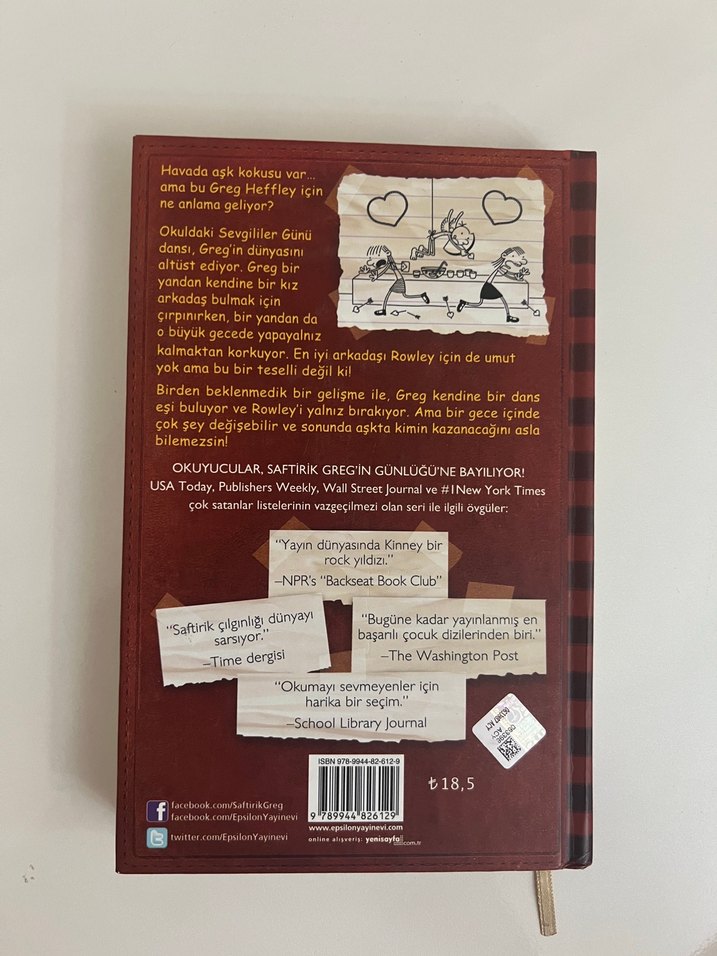 Havada aşk kokusu var...
ama bu Greg Heffley için
ne anlama geliyor?
Okuldaki Sevgililer Günü
dansı, Greg'in dünyasını
altüst ediyor. Greg bir
yandan kendine bir kız
arkadaş bulmak için
çırpınırken, bir yandan da
o büyük gecede yapayalnız
kalmaktan korkuyor. En iyi arkadaşı Rowley için de umut
yok ama bu bir teselli değil ki!
Birden beklenmedik bir gelişme ile, Greg kendine bir dans
eşi buluyor ve Rowley'i yalnız bırakıyor. Ama bir gece içinde
çok şey değişebilir ve sonunda aşkta kimin kazanacağını asla
bilemezsin!
OKUYUCULAR, SAFTİRİK GREG'İN GÜNLÜĞÜ'NE BAYILIYOR!
USA Today, Publishers Weekly, Wall Street Journal ve #1New York Times
çok satanlar listelerinin vazgeçilmezi olan seri ile ilgili övgüler:
"Yayın dünyasında Kinney bir
rock yıldızı."
–NPR's "Backseat Book Club"
"Saftirik çılgınlığı dünyayı
sarsıyor."
–Time dergisi
"Bugüne kadar yayınlanmış en
başarılı çocuk dizilerinden biri."
–The Washington Post
"Okumayı sevmeyenler için
harika bir seçim."
–School Library Journal
ISBN 978-9944-82-612-9
9 789944 826129
www.epsilonyayinevi.com
online alışveriş: yenisayfa.com.tr
₺18,5
facebook.com/SaftirikGreg
facebook.com/EpsilonYayinevi
twitter.com/EpsilonYayinevi